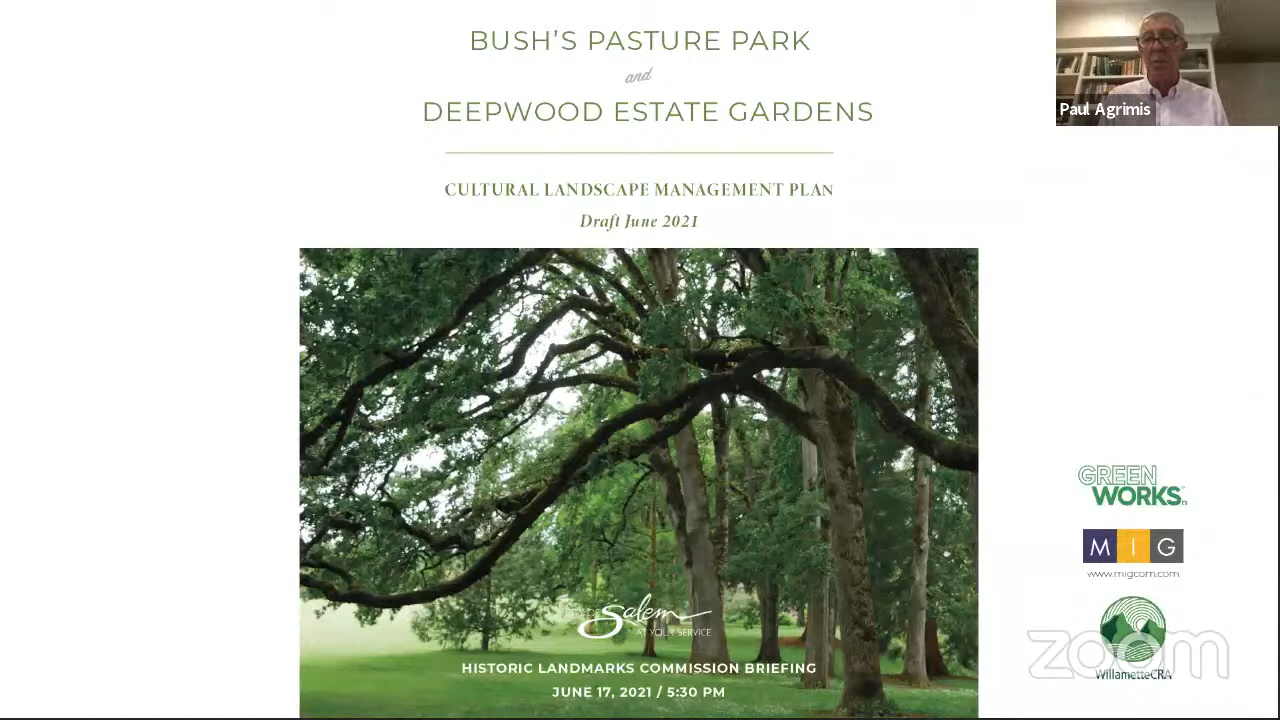 BUSH'S PASTURE PARK
and
DEEPWOOD ESTATE GARDENS
CULTURAL LANDSCAPE MANAGEMENT PLAN
Draft June 2021
Paul Agrimis
GREEN
WORKS
M I G
www.migcom.com
Salem
AT YOUR SERVICE
HISTORIC LANDMARKS COMMISSION BRIEFING
JUNE 17, 2021 / 5:30 PM
zoom
WillametteCRA